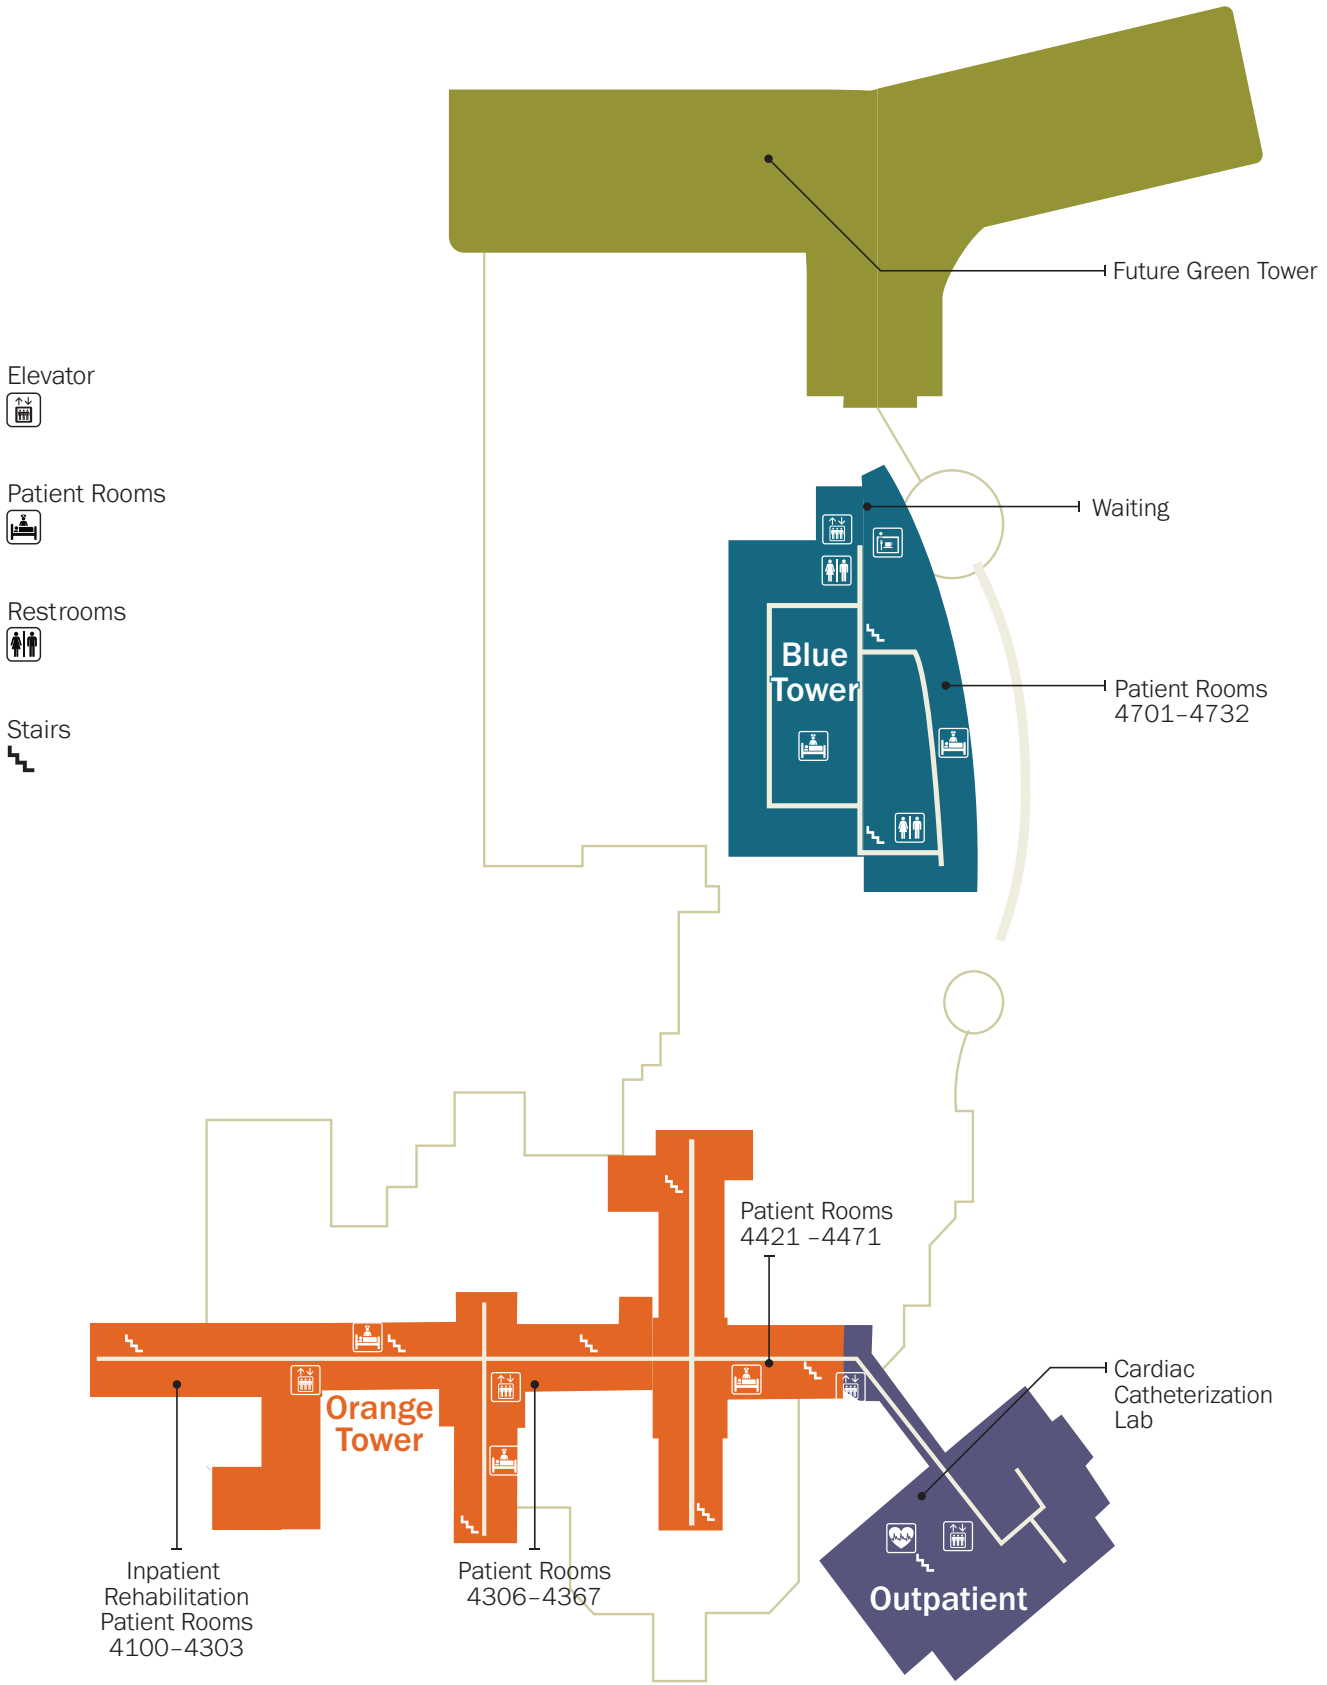 Future Green Tower
Elevator
Patient Rooms
Restrooms
Stairs
Waiting
Blue
Tower
Patient Rooms
4701–4732
Patient Rooms
4421 –4471
Cardiac
Catheterization
Lab
Orange
Tower
Inpatient
Rehabilitation
Patient Rooms
4100–4303
Patient Rooms
4306–4367
Outpatient